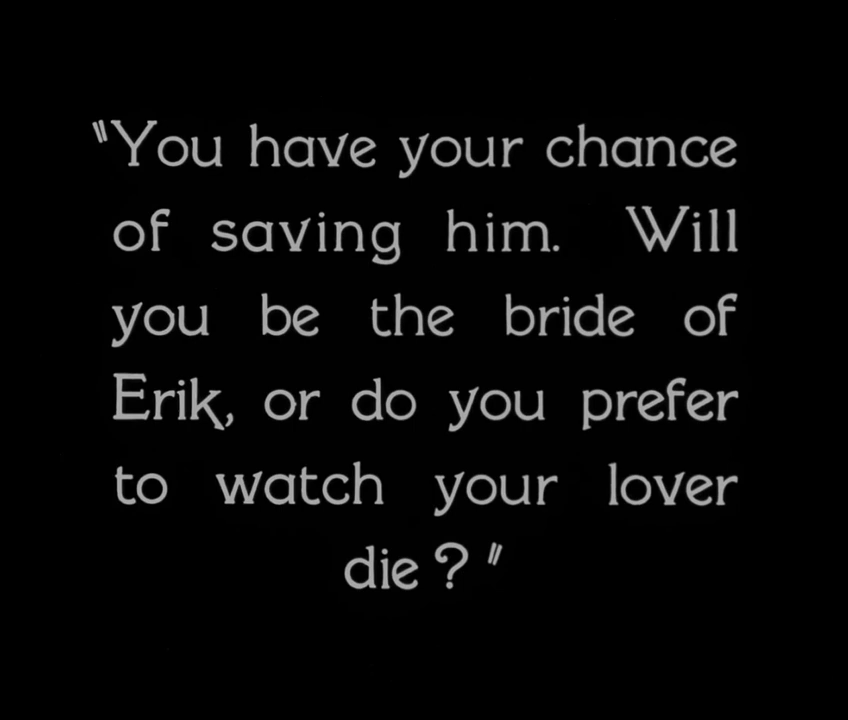 "You have your chance
of saving him. Will
you be the bride of
Erik, or do you prefer
to watch your lover
die?"